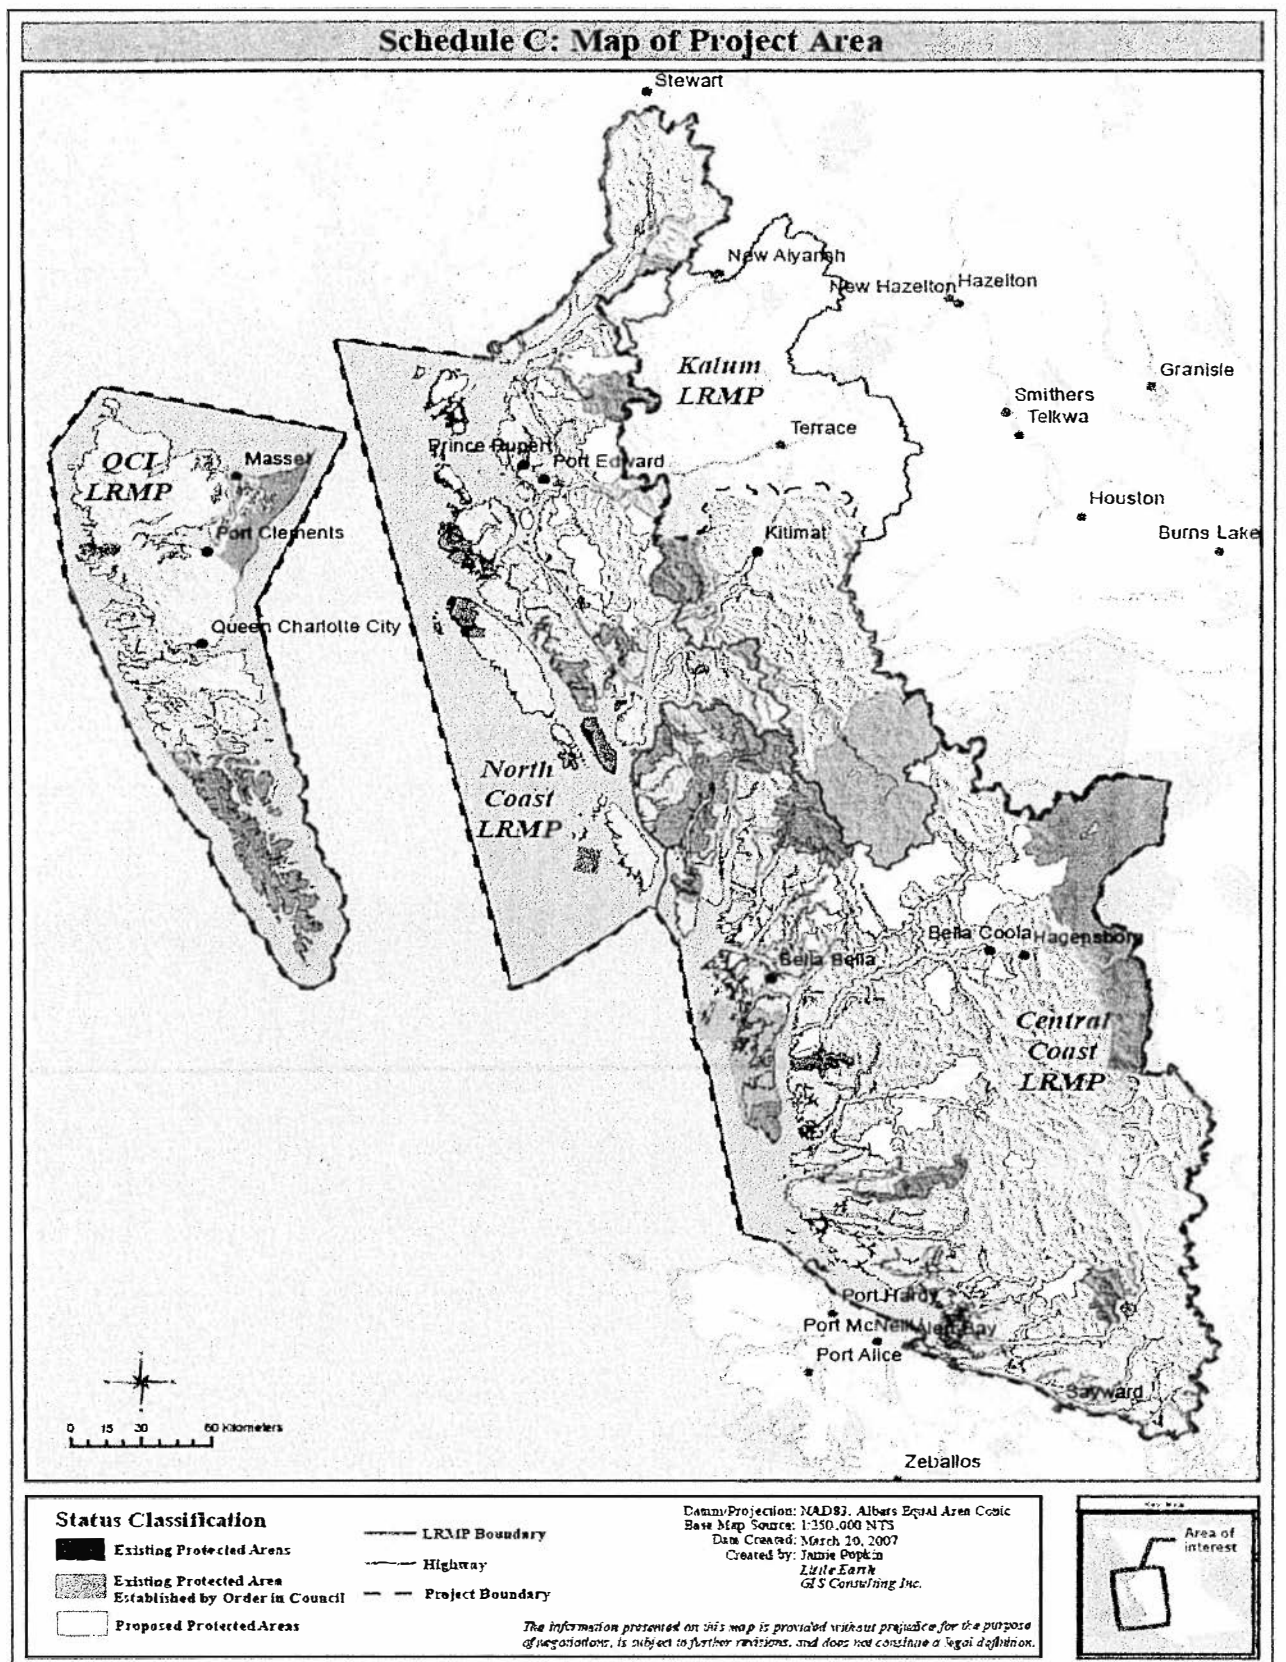 Schedule C: Map of Project Area
Stewart
New Aiyansh
New Hazelton
Hazelton
Granisle
Kalum
LRMP
Smithers
Telkwa
Terrace
Prince Rupert
Port Edward
QCI
LRMP
Masset
Houston
Port Clements
Kitimat
Burns Lake
Queen Charlotte City
North
Coast
LRMP
Bella Coola
Hagensborg
Bella Bella
Central
Coast
LRMP
Port Hardy
Port McNeill
Alert Bay
Port Alice
Sayward
0 15 30 60 Kilometers
Zeballos
Status Classification
Existing Protected Areas
Existing Protected Area
Established by Order in Council
Proposed Protected Areas
LRMP Boundary
Highway
Project Boundary
Datum/Projection: NAD83, Albers Equal Area Conic
Base Map Source: 1:250,000 NTS
Date Created: March 20, 2007
Created by: Jamie Popkin
Little Earth
GIS Consulting Inc.
The information presented on this map is provided without prejudice for the purpose
of negotiations, is subject to further revisions, and does not constitute a legal definition.
Key Map
Area of
interest